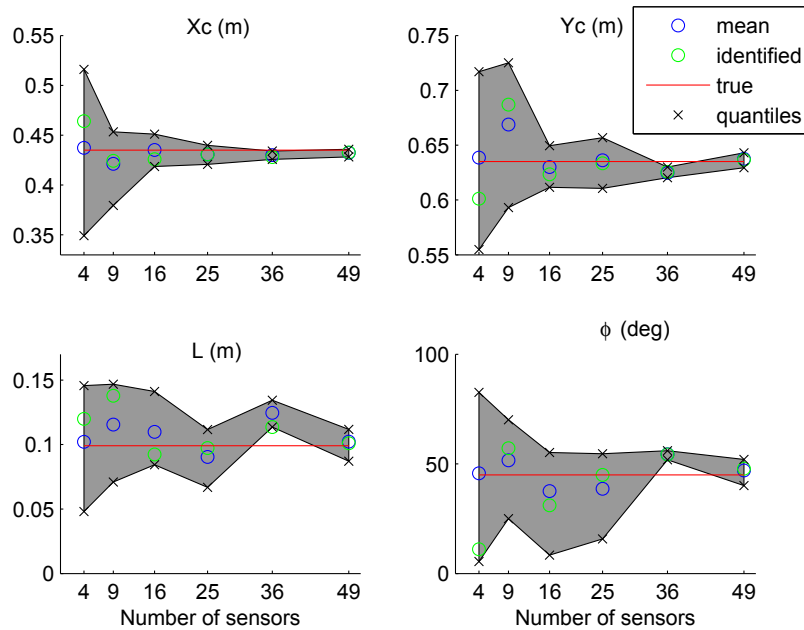 Xc (m)
0.55
0.5
0.45
0.4
0.35
4 9 16 25 36 49
Yc (m)
0.75
0.7
0.65
0.6
0.55
4 9 16 25 36 49
mean
identified
true
quantiles
L (m)
0.15
0.1
0.05
0
4 9 16 25 36 49
Number of sensors
ϕ (deg)
100
50
0
4 9 16 25 36 49
Number of sensors